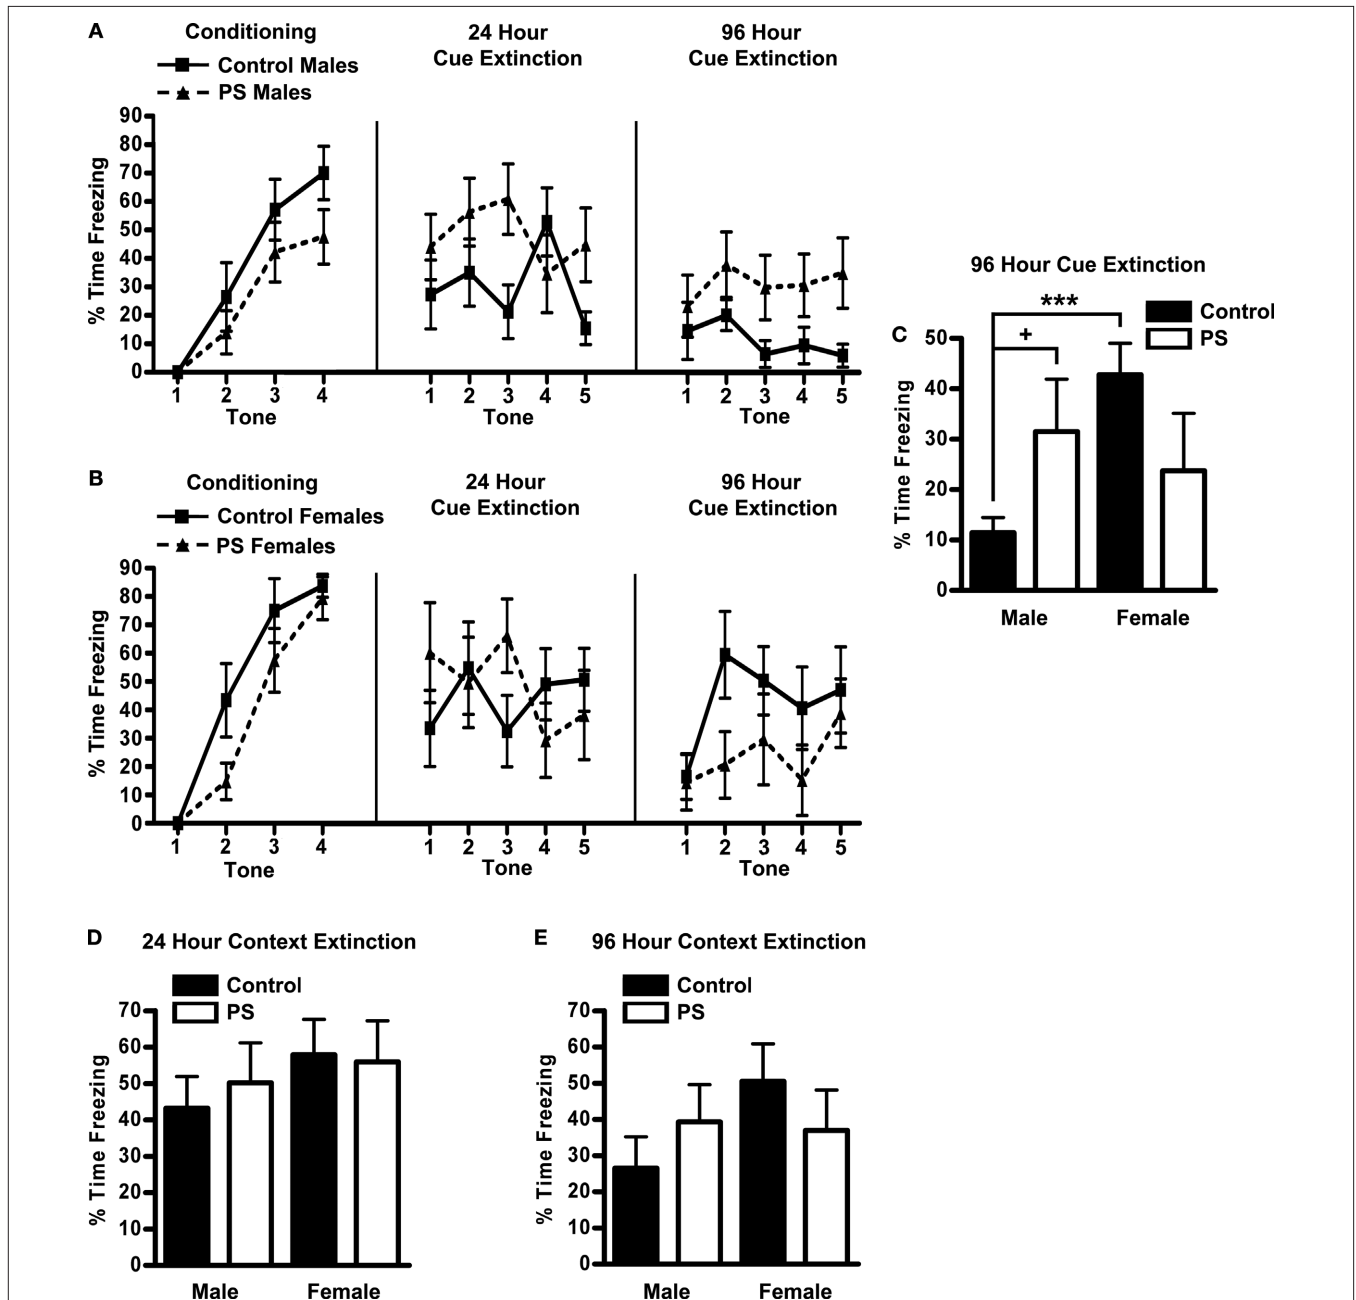 A
Conditioning
Control Males
PS Males
24 Hour
Cue Extinction
96 Hour
Cue Extinction
% Time Freezing
90
80
70
60
50
40
30
20
10
0
1 2 3 4
Tone
1 2 3 4 5
Tone
1 2 3 4 5
Tone
B
Conditioning
Control Females
PS Females
24 Hour
Cue Extinction
96 Hour
Cue Extinction
% Time Freezing
90
80
70
60
50
40
30
20
10
0
1 2 3 4
Tone
1 2 3 4 5
Tone
1 2 3 4 5
Tone
C
96 Hour Cue Extinction
Control
PS
***
+
% Time Freezing
50
40
30
20
10
0
Male Female
D
24 Hour Context Extinction
Control
PS
% Time Freezing
70
60
50
40
30
20
10
0
Male Female
E
96 Hour Context Extinction
Control
PS
% Time Freezing
70
60
50
40
30
20
10
0
Male Female